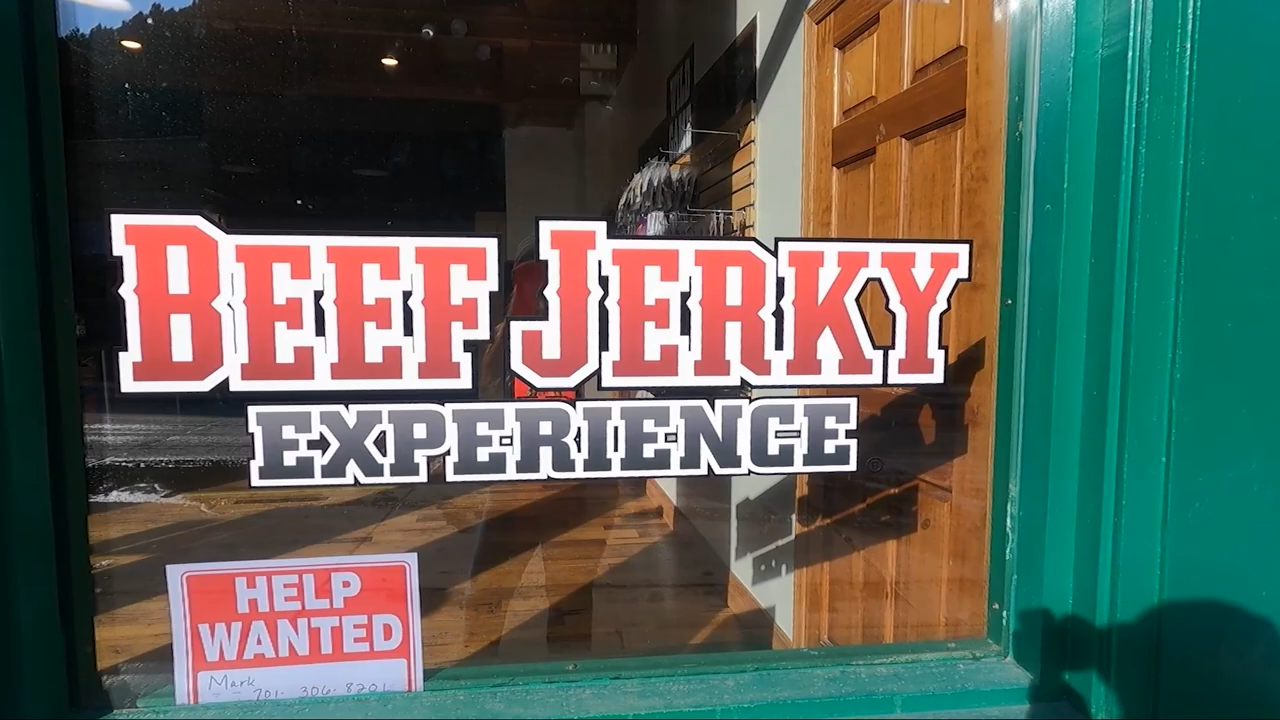 BEEF JERKY
EXPERIENCE
HELP
WANTED
Mark
701-306-8201